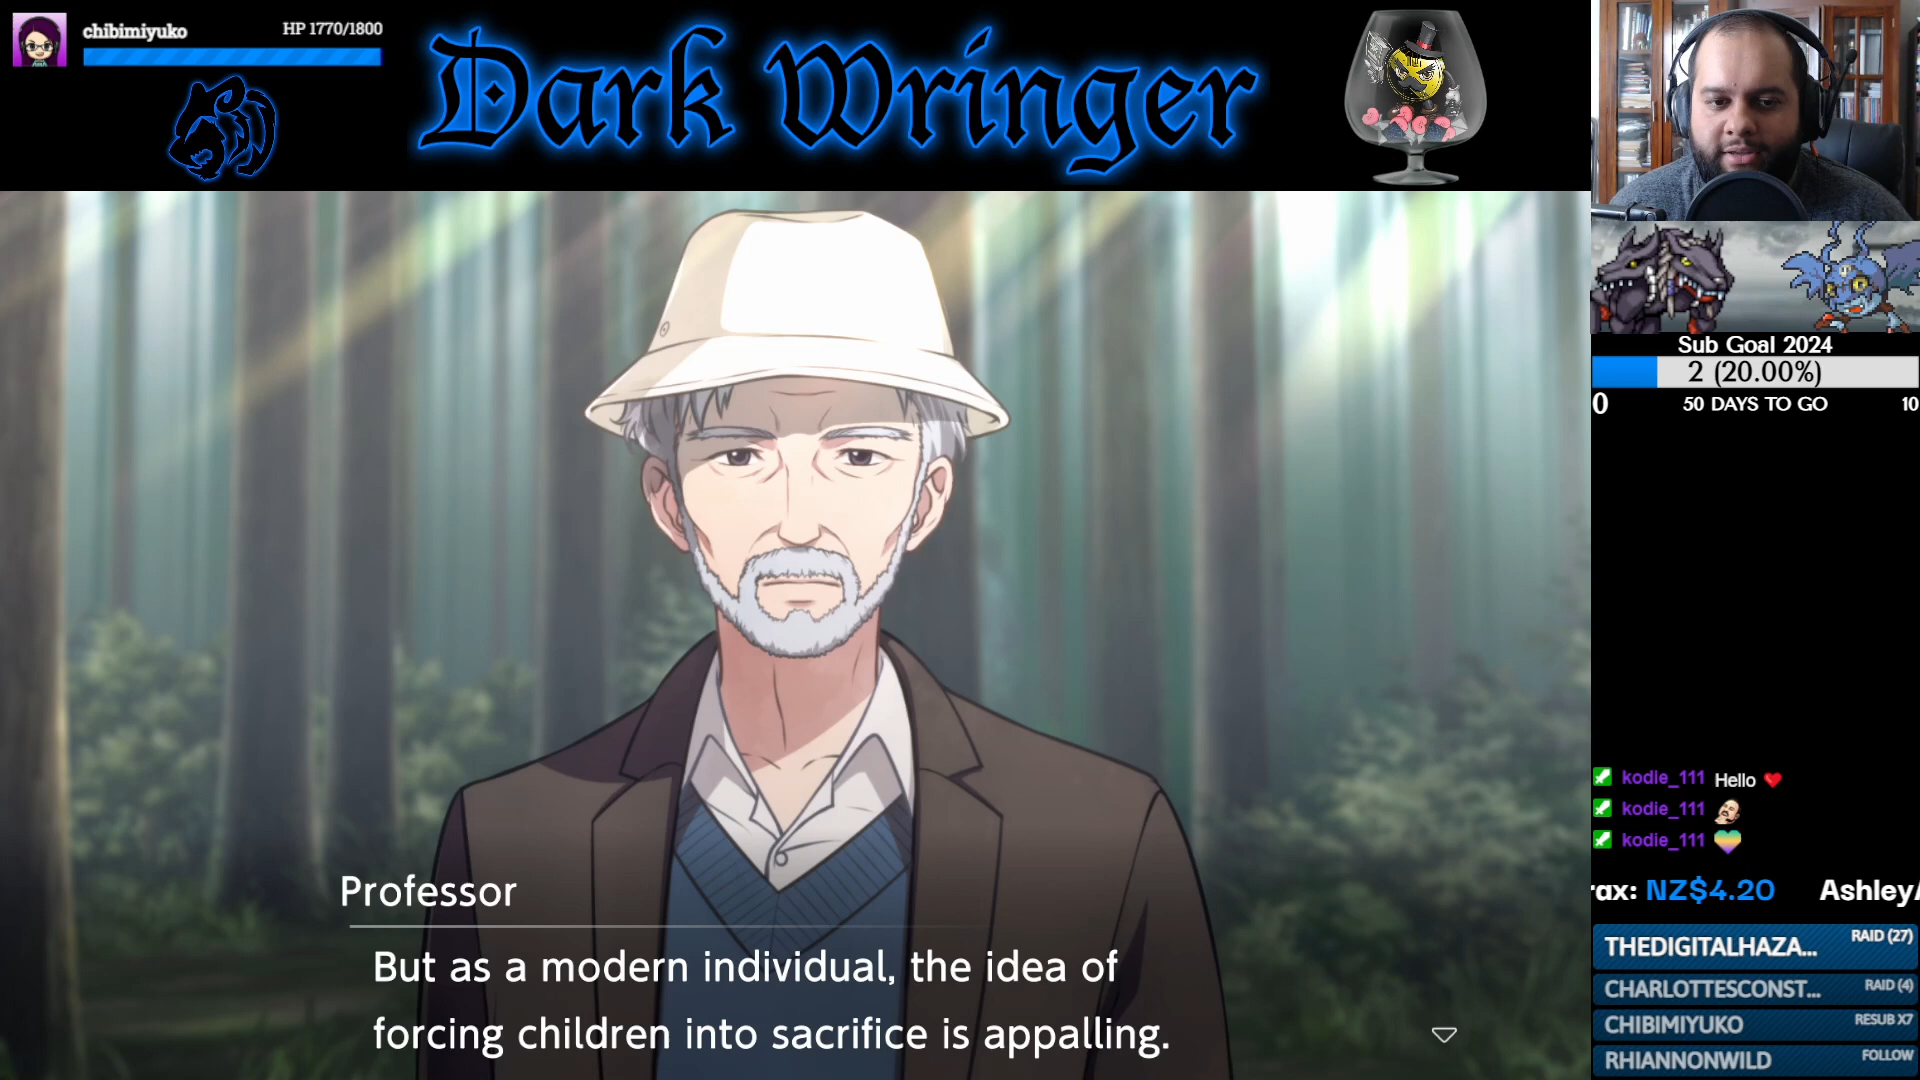 chibimiyuko
HP 1770/1800
Dark Wringer
Sub Goal 2024
2 (20.00%)
0
50 DAYS TO GO
10
Professor
But as a modern individual, the idea of
forcing children into sacrifice is appalling.
kodie_111 Hello
kodie_111
kodie_111
rax: NZ$4.20 AshleyA
THEDIGITALHAZA...
RAID (27)
CHARLOTTESCONST...
RAID (4)
CHIBIMIYUKO
RESUB X7
RHIANNONWILD
FOLLOW